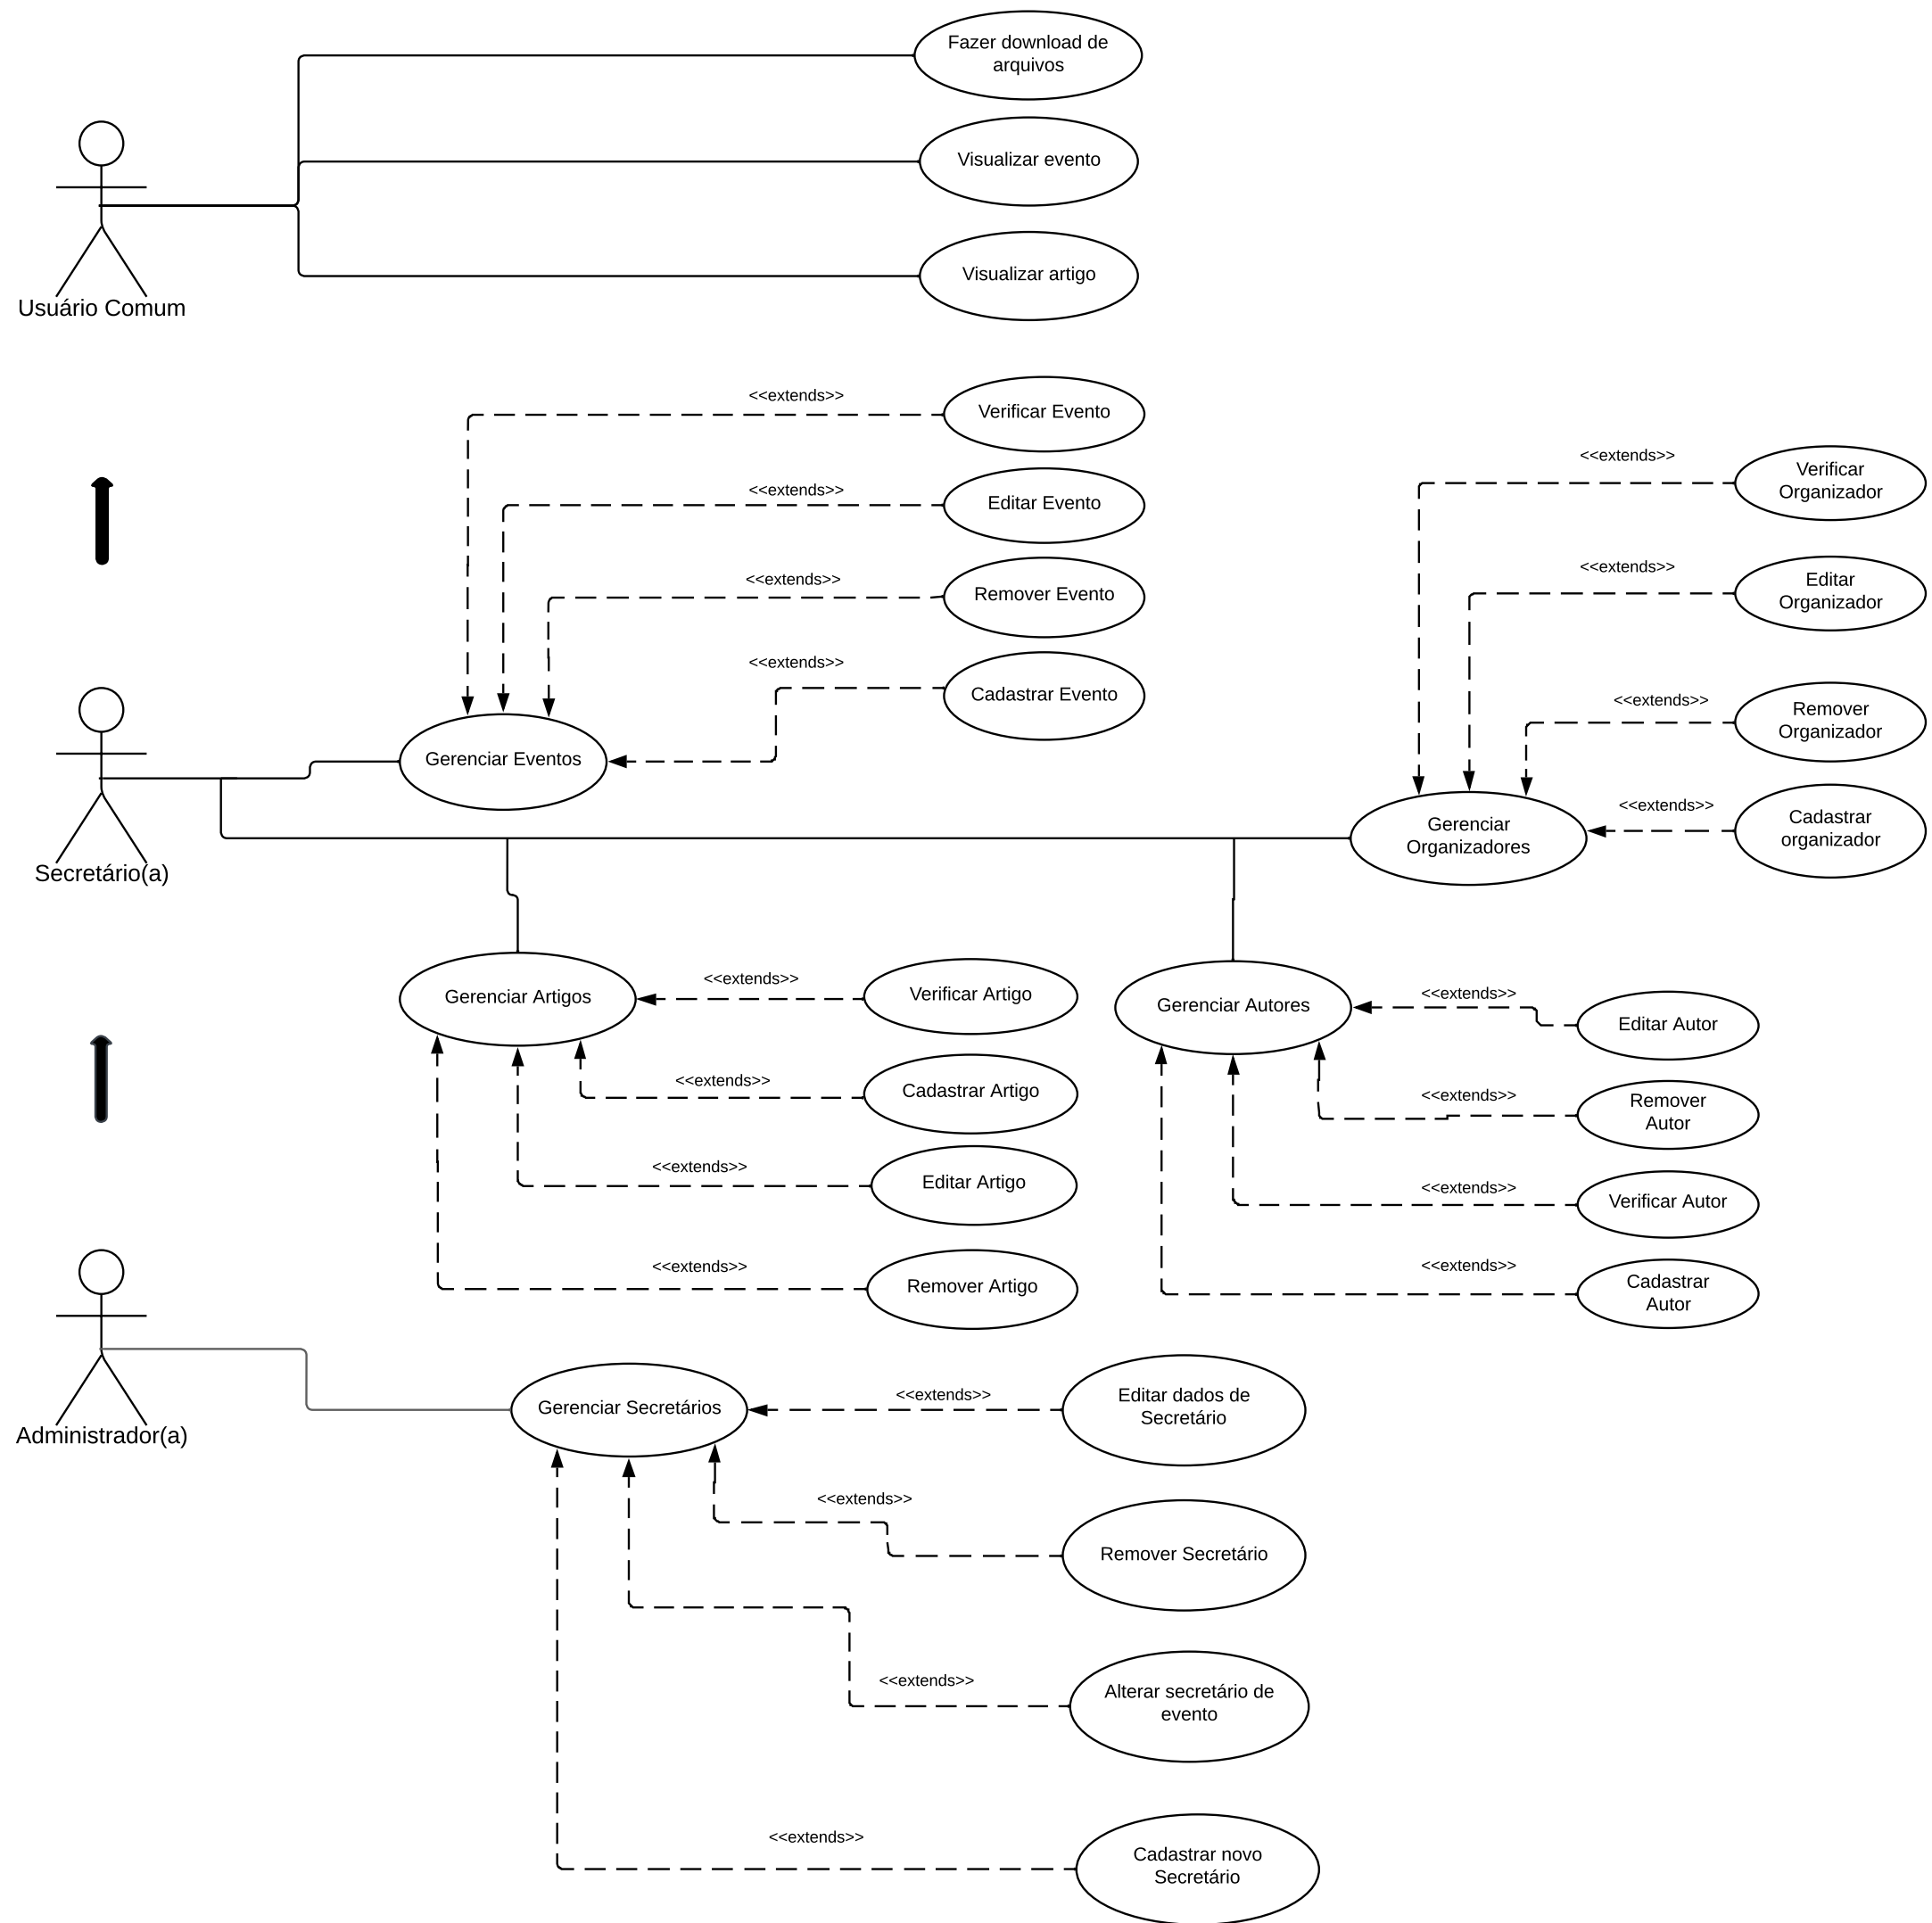 Fazer download de
arquivos
Visualizar evento
Visualizar artigo
Usuário Comum
<<extends>>
Verificar Evento
<<extends>>
Editar Evento
<<extends>>
Remover Evento
<<extends>>
Cadastrar Evento
<<extends>>
Verificar
Organizador
<<extends>>
Editar
Organizador
<<extends>>
Remover
Organizador
<<extends>>
Cadastrar
organizador
Gerenciar Eventos
Gerenciar
Organizadores
Secretário(a)
Gerenciar Artigos
<<extends>>
Verificar Artigo
<<extends>>
Cadastrar Artigo
<<extends>>
Editar Artigo
<<extends>>
Remover Artigo
Gerenciar Autores
<<extends>>
Editar Autor
<<extends>>
Remover
Autor
<<extends>>
Verificar Autor
<<extends>>
Cadastrar
Autor
Administrador(a)
Gerenciar Secretários
<<extends>>
Editar dados de
Secretário
<<extends>>
Remover Secretário
<<extends>>
Alterar secretário de
evento
<<extends>>
Cadastrar novo
Secretário